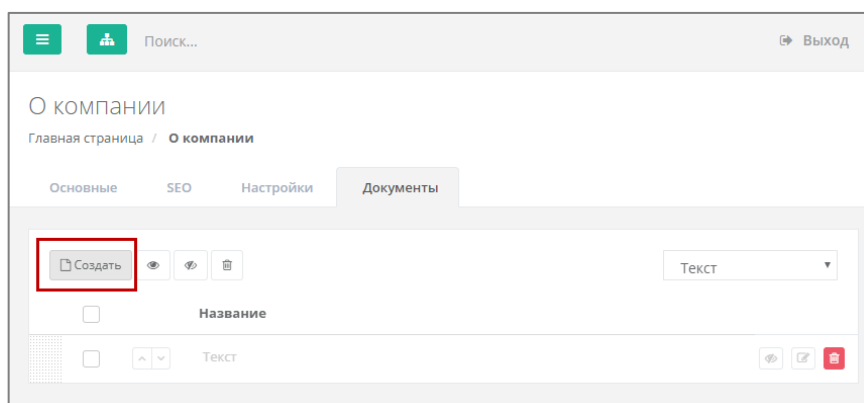 Поиск...
Выход
О компании
Главная страница / О компании
Основные SEO Настройки Документы
Создать
Текст
Название
Текст